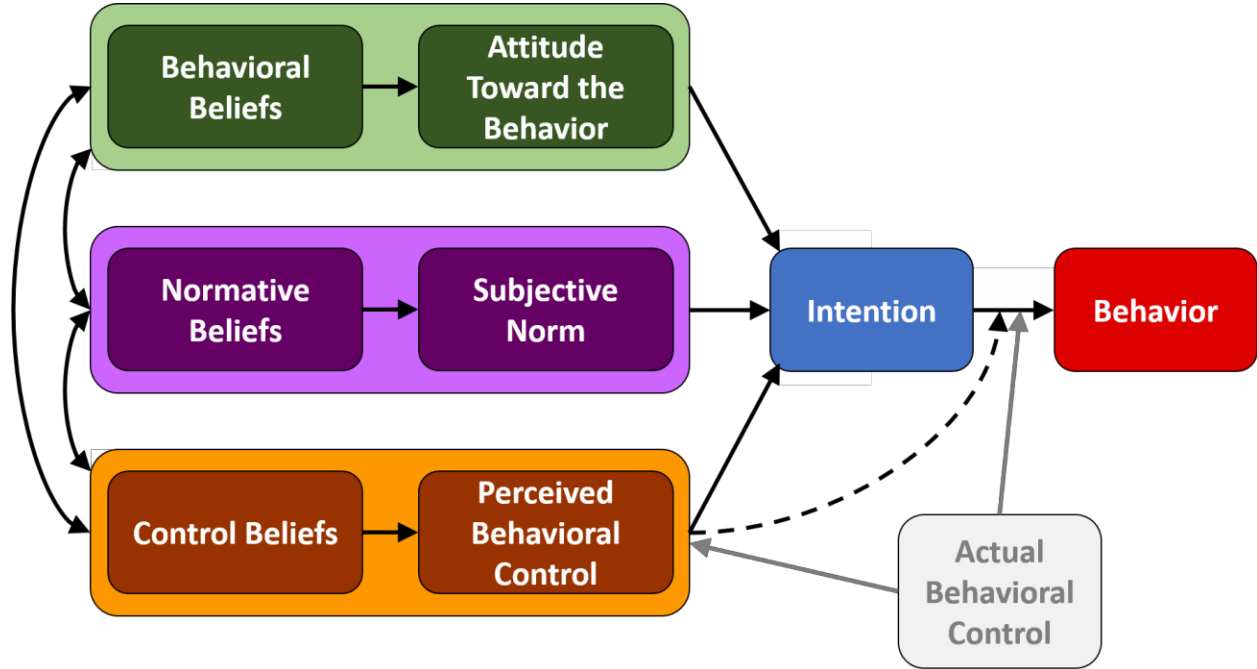 Behavioral
Beliefs
Attitude
Toward the
Behavior
Normative
Beliefs
Subjective
Norm
Intention
Behavior
Control Beliefs
Perceived
Behavioral
Control
Actual
Behavioral
Control